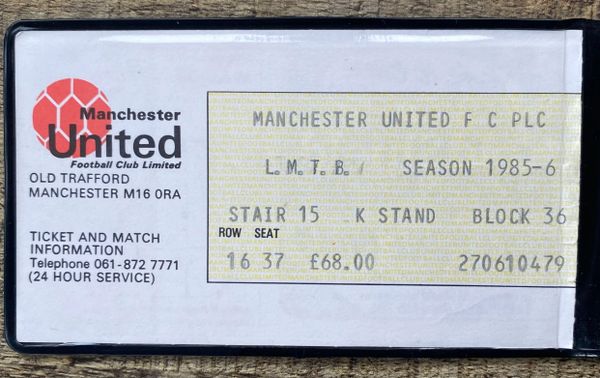 Manchester
United
Football Club Limited
OLD TRAFFORD
MANCHESTER M16 0RA
TICKET AND MATCH
INFORMATION
Telephone 061-872 7771
(24 HOUR SERVICE)
MANCHESTER UNITED F C PLC
L.M.T.B. SEASON 1985-6
STAIR 15 K STAND BLOCK 36
ROW SEAT
16 37 £68.00 270610479